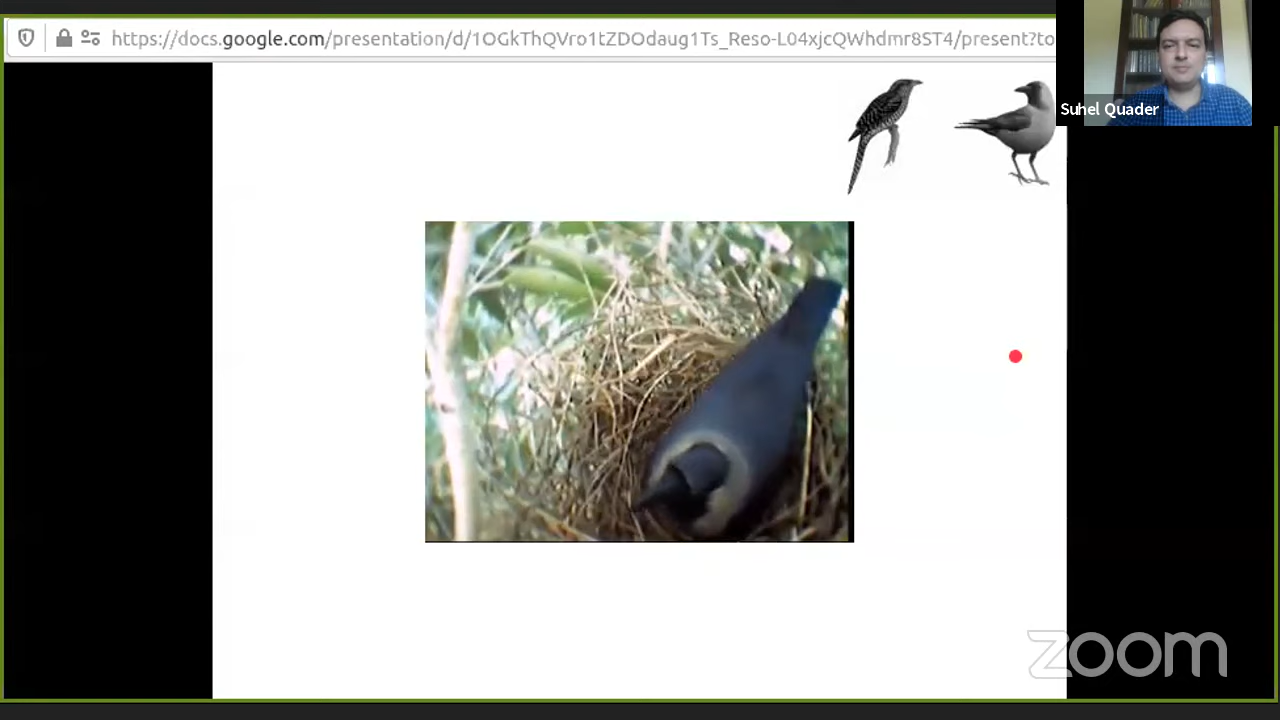 https://docs.google.com/presentation/d/1OGkThQVro1tZDOdaug1Ts_Reso-L04xjcQWhdmr8ST4/present?to
Suhel Quader
zoom